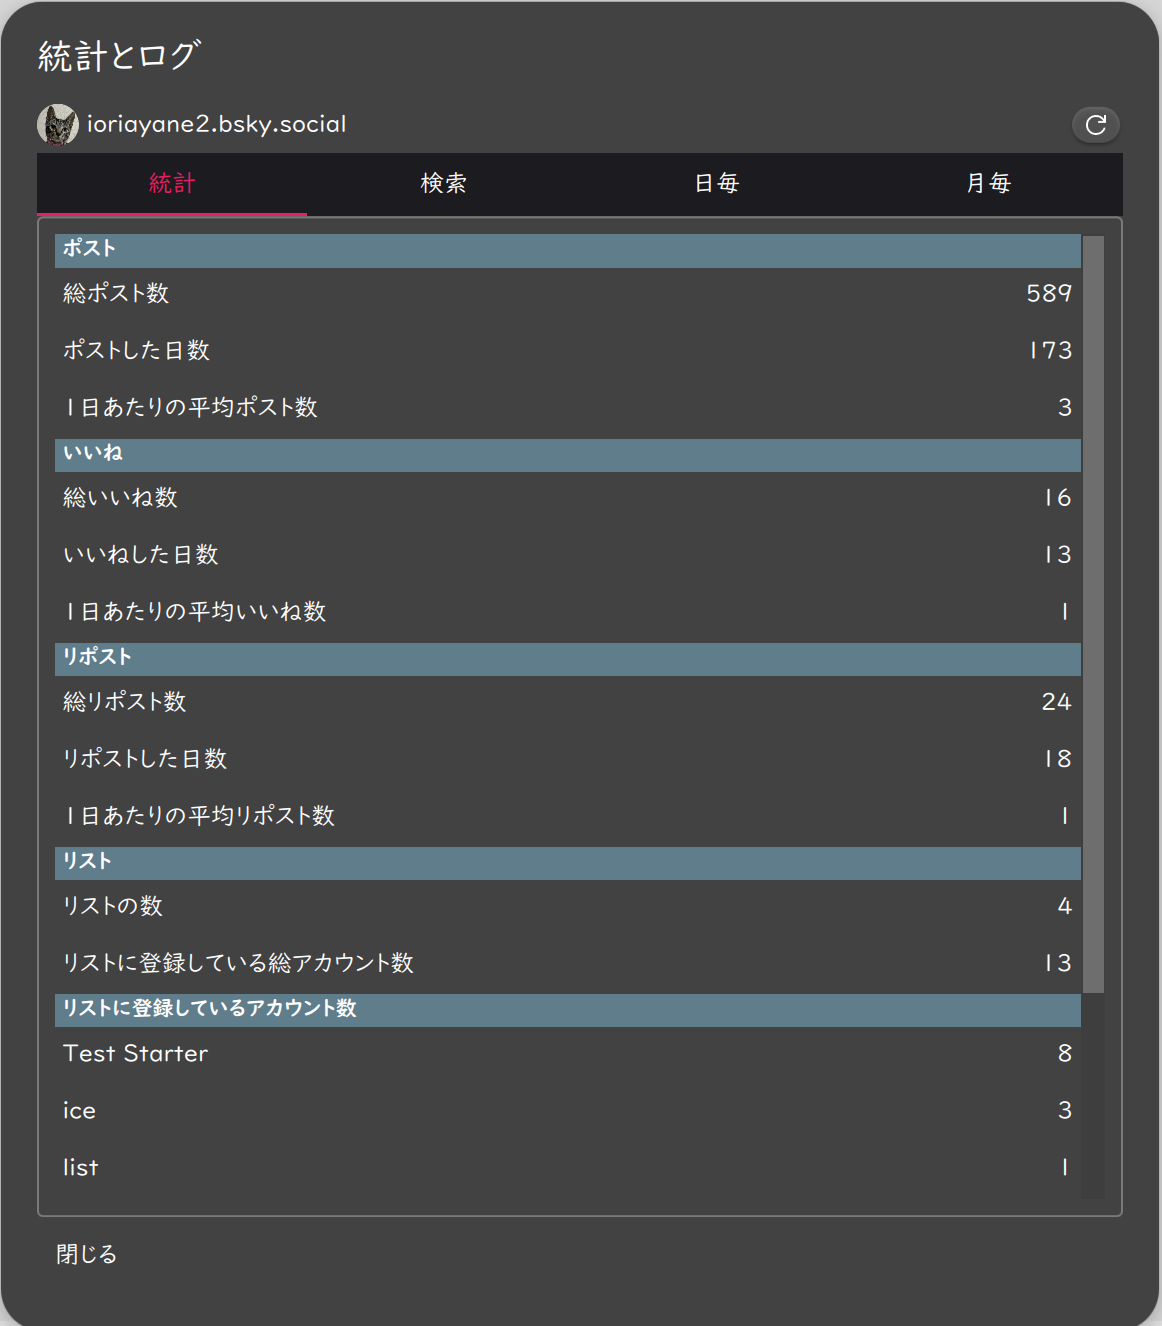 統計とログ
ioriayane2.bsky.social
統計 検索 日毎 月毎
ポスト
総ポスト数 589
ポストした日数 173
1日あたりの平均ポスト数 3
いいね
総いいね数 16
いいねした日数 13
1日あたりの平均いいね数 1
リポスト
総リポスト数 24
リポストした日数 18
1日あたりの平均リポスト数 1
リスト
リストの数 4
リストに登録している総アカウント数 13
リストに登録しているアカウント数
Test Starter 8
ice 3
list 1
閉じる